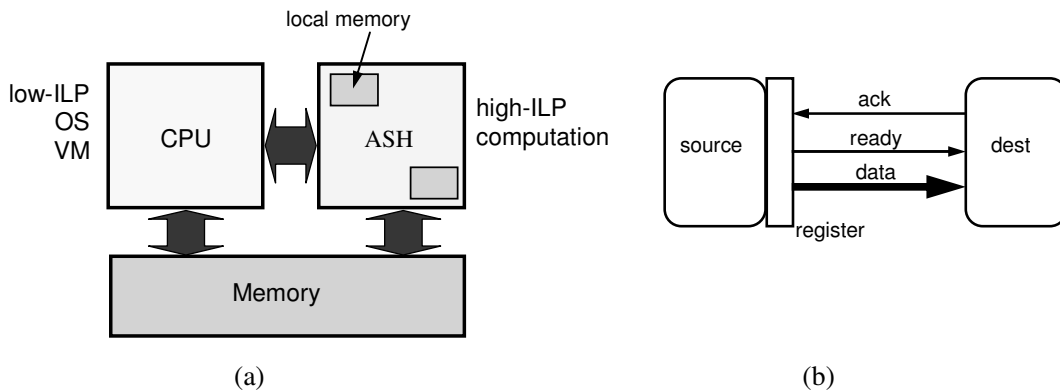 local memory
low-ILP
OS
VM
CPU
ASH
high-ILP
computation
Memory
(a)
source
ack
ready
data
register
dest
(b)